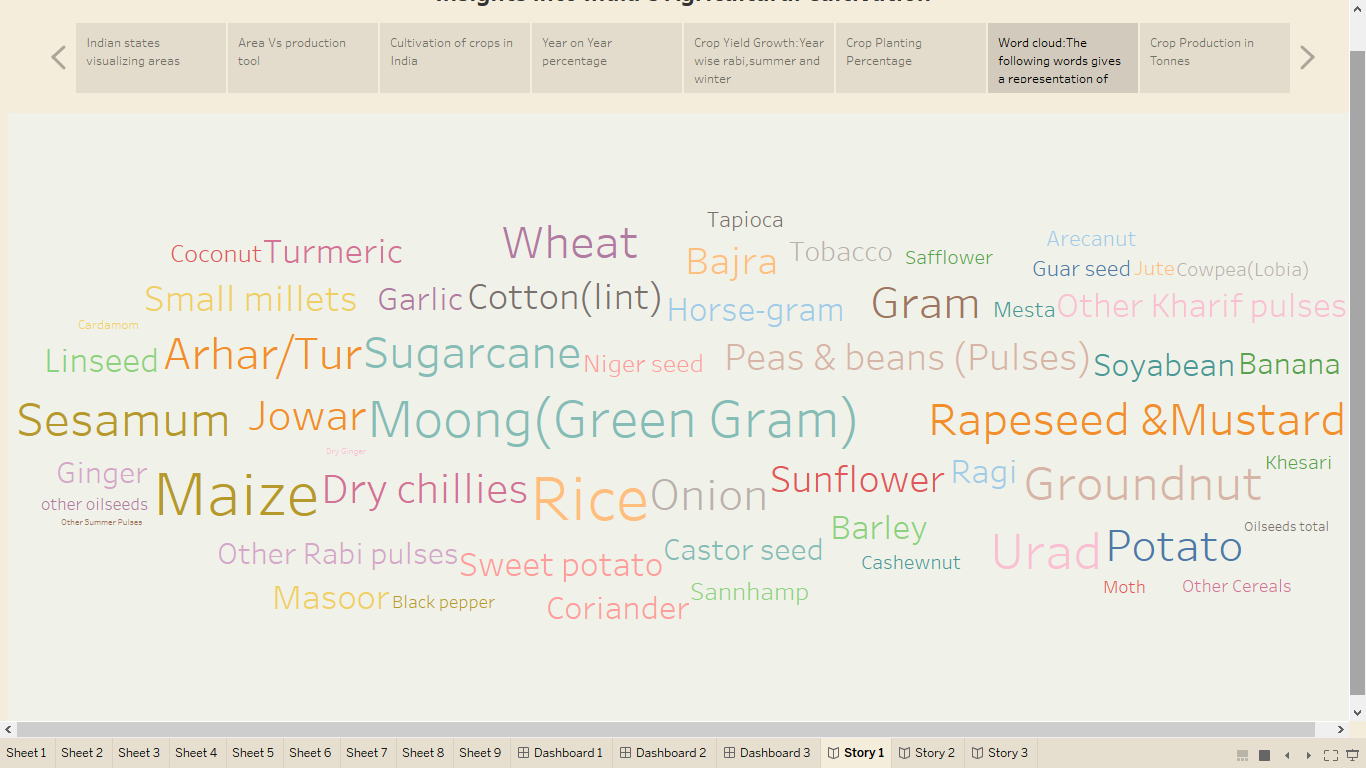 Insights into India's Agricultural Cultivation
Indian states
visualizing areas
Area Vs production
tool
Cultivation of crops in
India
Year on Year
percentage
Crop Yield Growth:Year
wise rabi,summer and
winter
Crop Planting
Percentage
Word cloud:The
following words gives
a representation of
Crop Production in
Tonnes
Tapioca
Coconut Turmeric Wheat Bajra Tobacco Safflower Arecanut
Guar seed Jute Cowpea(Lobia)
Small millets Garlic Cotton(lint) Horse-gram Gram Mesta Other Kharif pulses
Cardamom
Linseed Arhar/Tur Sugarcane Niger seed Peas & beans (Pulses) Soyabean Banana
Sesamum Jowar Moong(Green Gram) Rapeseed &Mustard
Dry Ginger
Ginger Maize Dry chillies Rice Onion Sunflower Ragi Groundnut Khesari
other oilseeds
Other Summer Pulses
Barley Oilseeds total
Other Rabi pulses Sweet potato Castor seed Cashewnut Urad Potato
Masoor Black pepper Coriander Sannhamp Moth Other Cereals
Sheet 1 Sheet 2 Sheet 3 Sheet 4 Sheet 5 Sheet 6 Sheet 7 Sheet 8 Sheet 9 Dashboard 1 Dashboard 2 Dashboard 3 Story 1 Story 2 Story 3